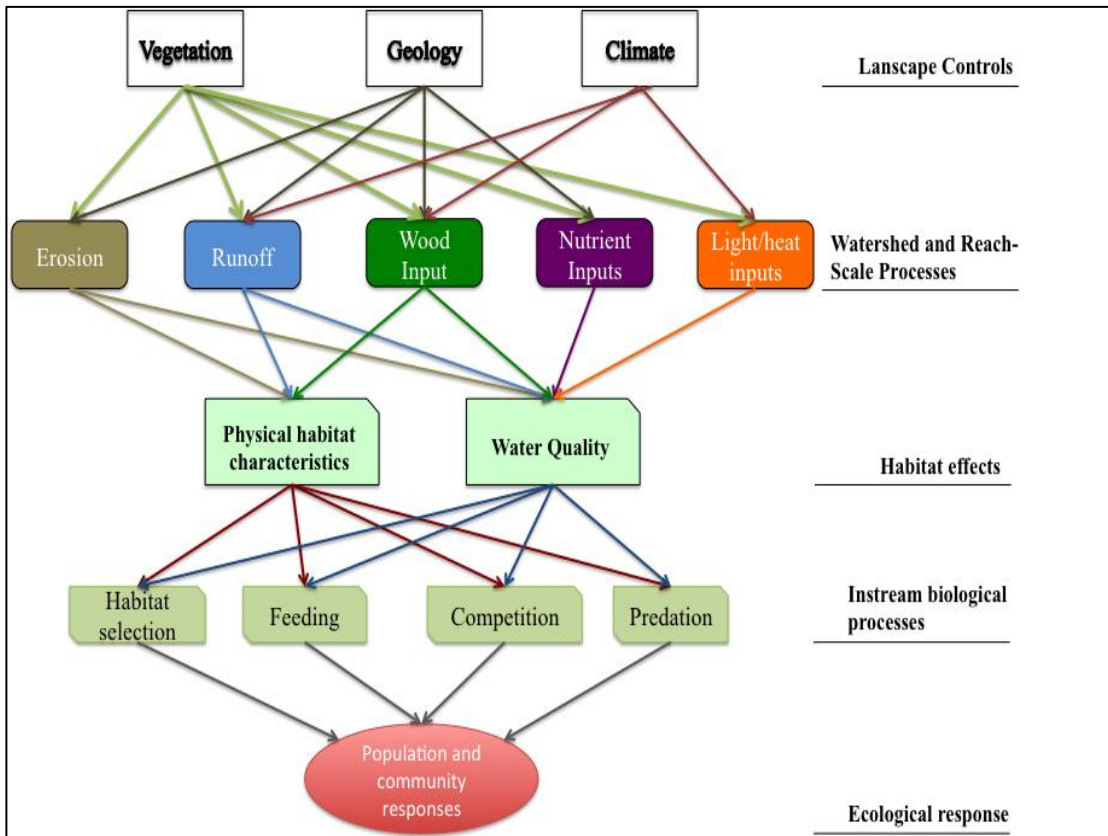 Vegetation
Geology
Climate
Lanscape Controls
Erosion
Runoff
Wood
Input
Nutrient
Inputs
Light/heat
inputs
Watershed and Reach-
Scale Processes
Physical habitat
characteristics
Water Quality
Habitat effects
Habitat
selection
Feeding
Competition
Predation
Instream biological
processes
Population and
community
responses
Ecological response